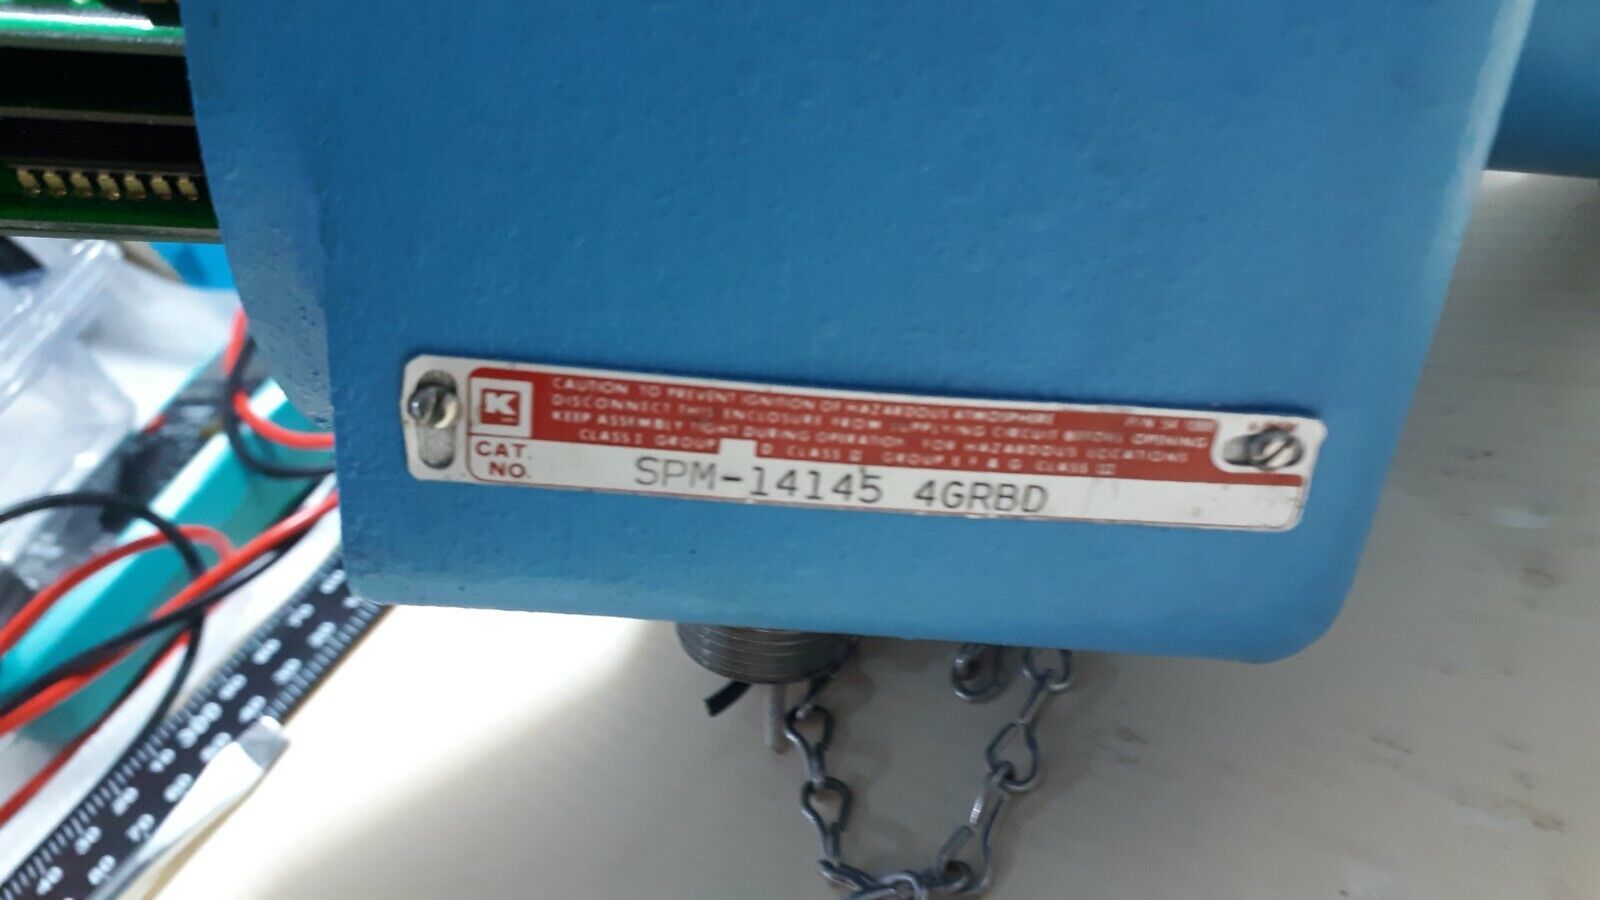 K
CAUTION TO PREVENT IGNITION OF HAZARDOUS ATMOSPHERE
DISCONNECT THIS ENCLOSURE FROM SUPPLYING CIRCUIT BEFORE OPENING
KEEP ASSEMBLY TIGHT DURING OPERATION FOR HAZARDOUS LOCATIONS
CLASS I GROUP D CLASS II GROUP E F & G CLASS III
CAT.
NO.
SPM-14145 4GRBD